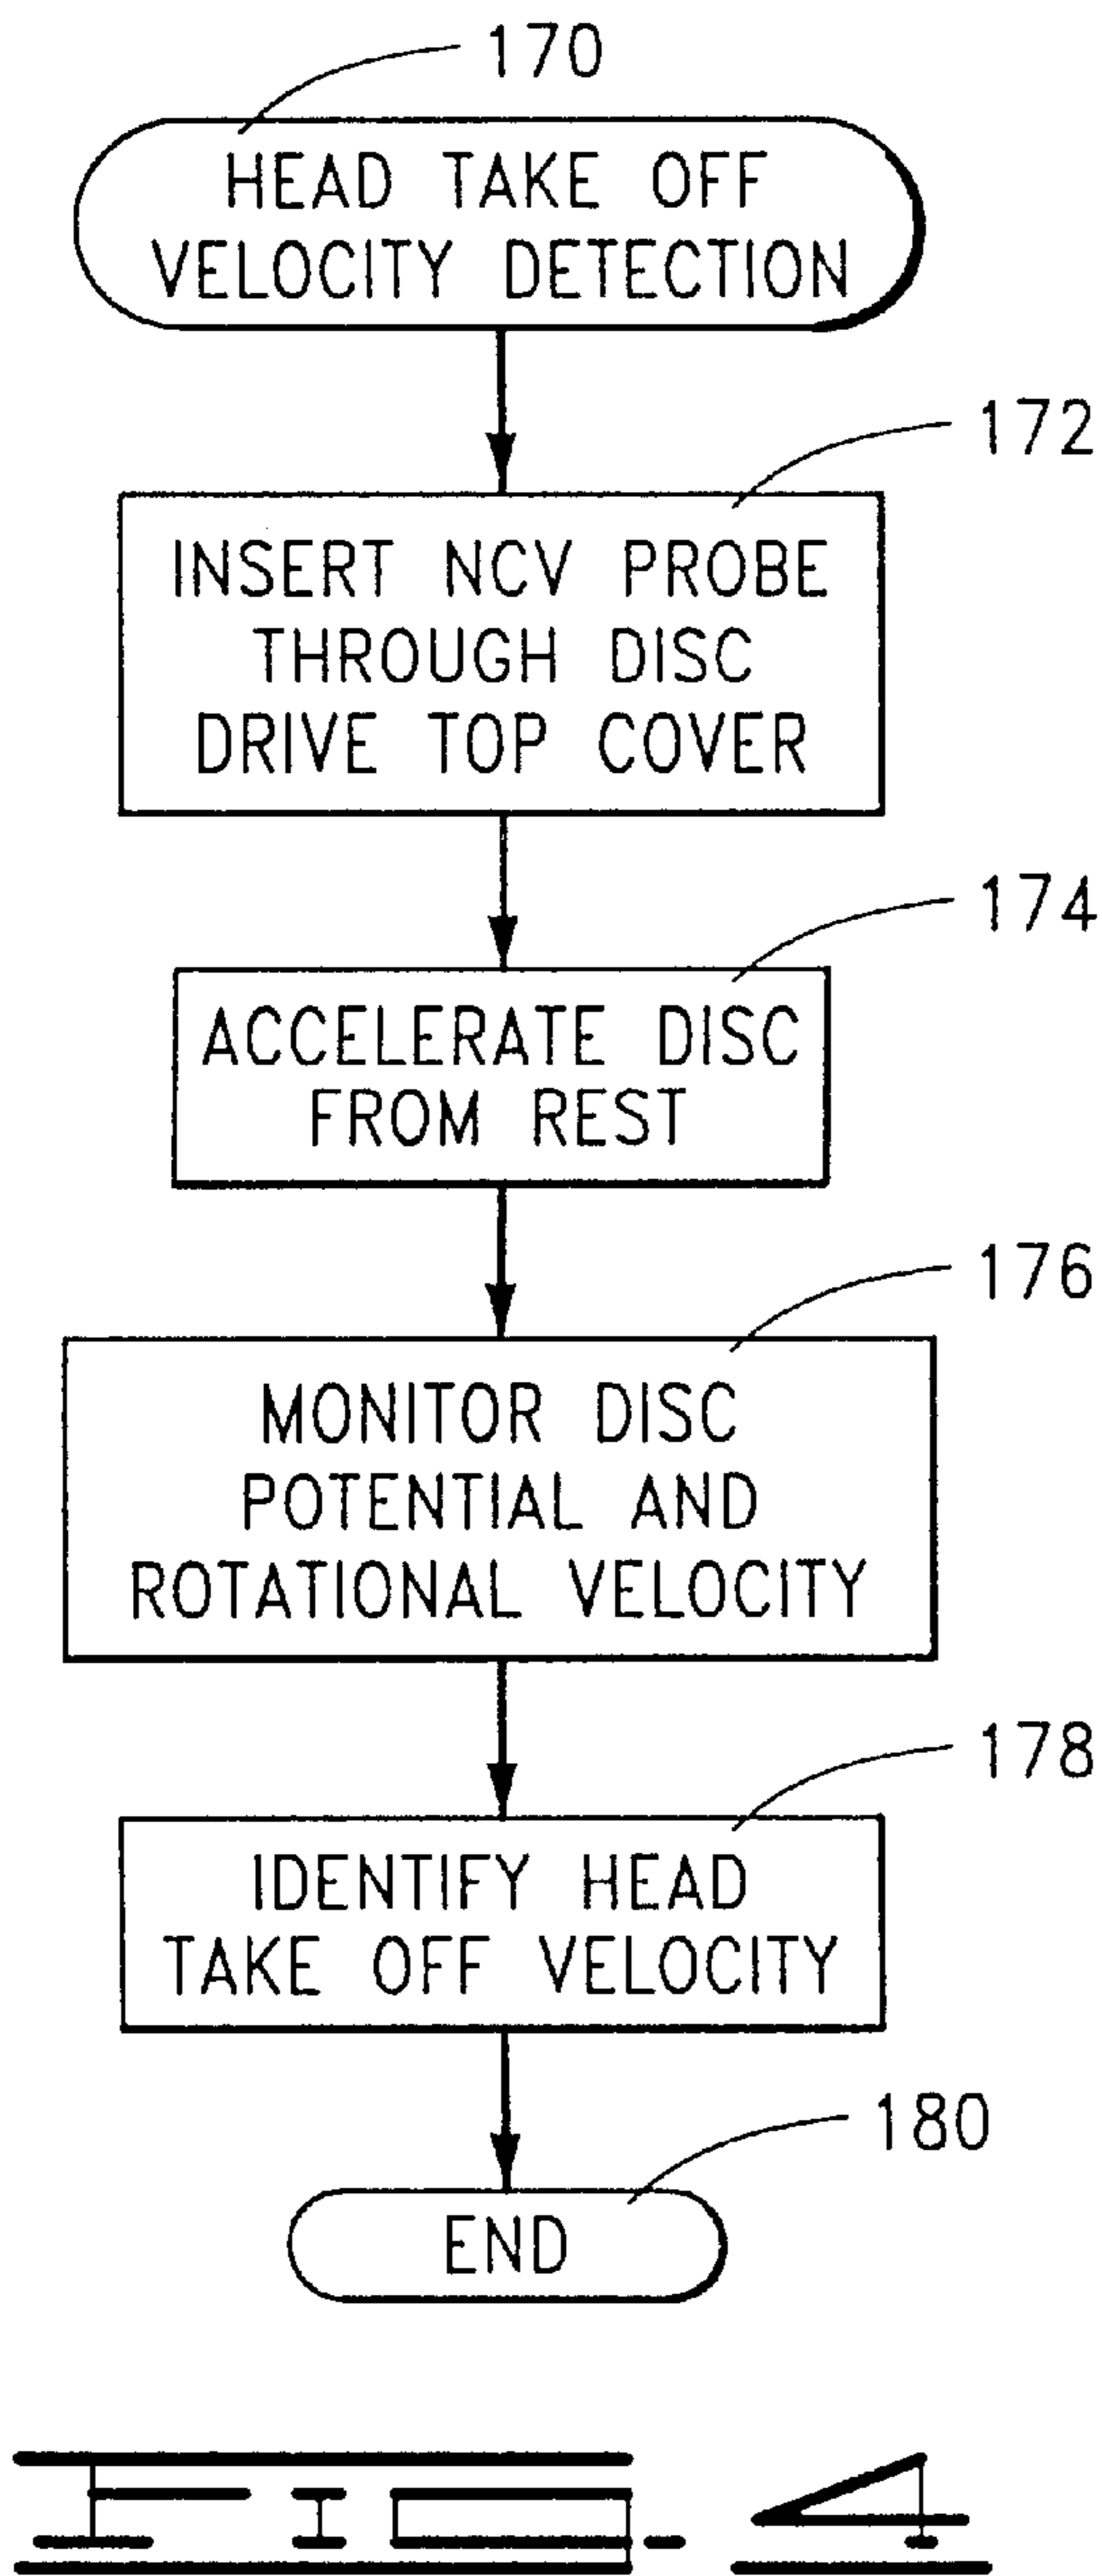 170
HEAD TAKE OFF
VELOCITY DETECTION
172
INSERT NCV PROBE
THROUGH DISC
DRIVE TOP COVER
174
ACCELERATE DISC
FROM REST
176
MONITOR DISC
POTENTIAL AND
ROTATIONAL VELOCITY
178
IDENTIFY HEAD
TAKE OFF VELOCITY
180
END
FIG. 4